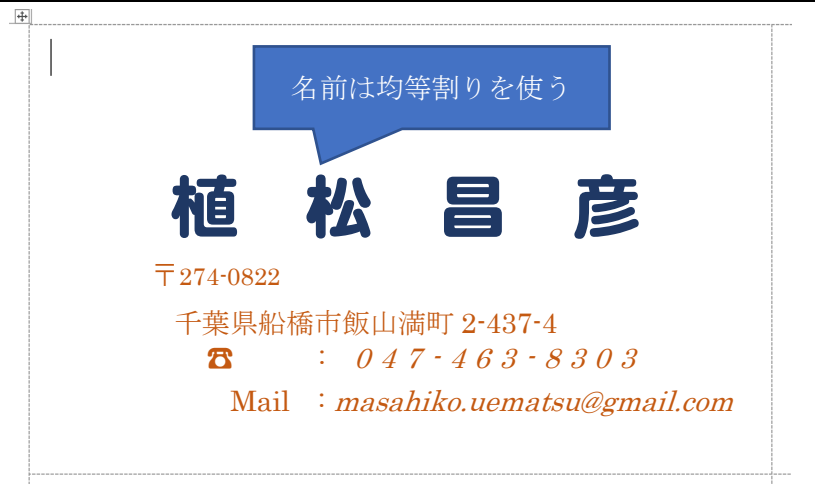 名前は均等割りを使う
植松昌彦
〒274-0822
千葉県船橋市飯山満町 2-437-4
☎ : 047-463-8303
Mail :masahiko.uematsu@gmail.com